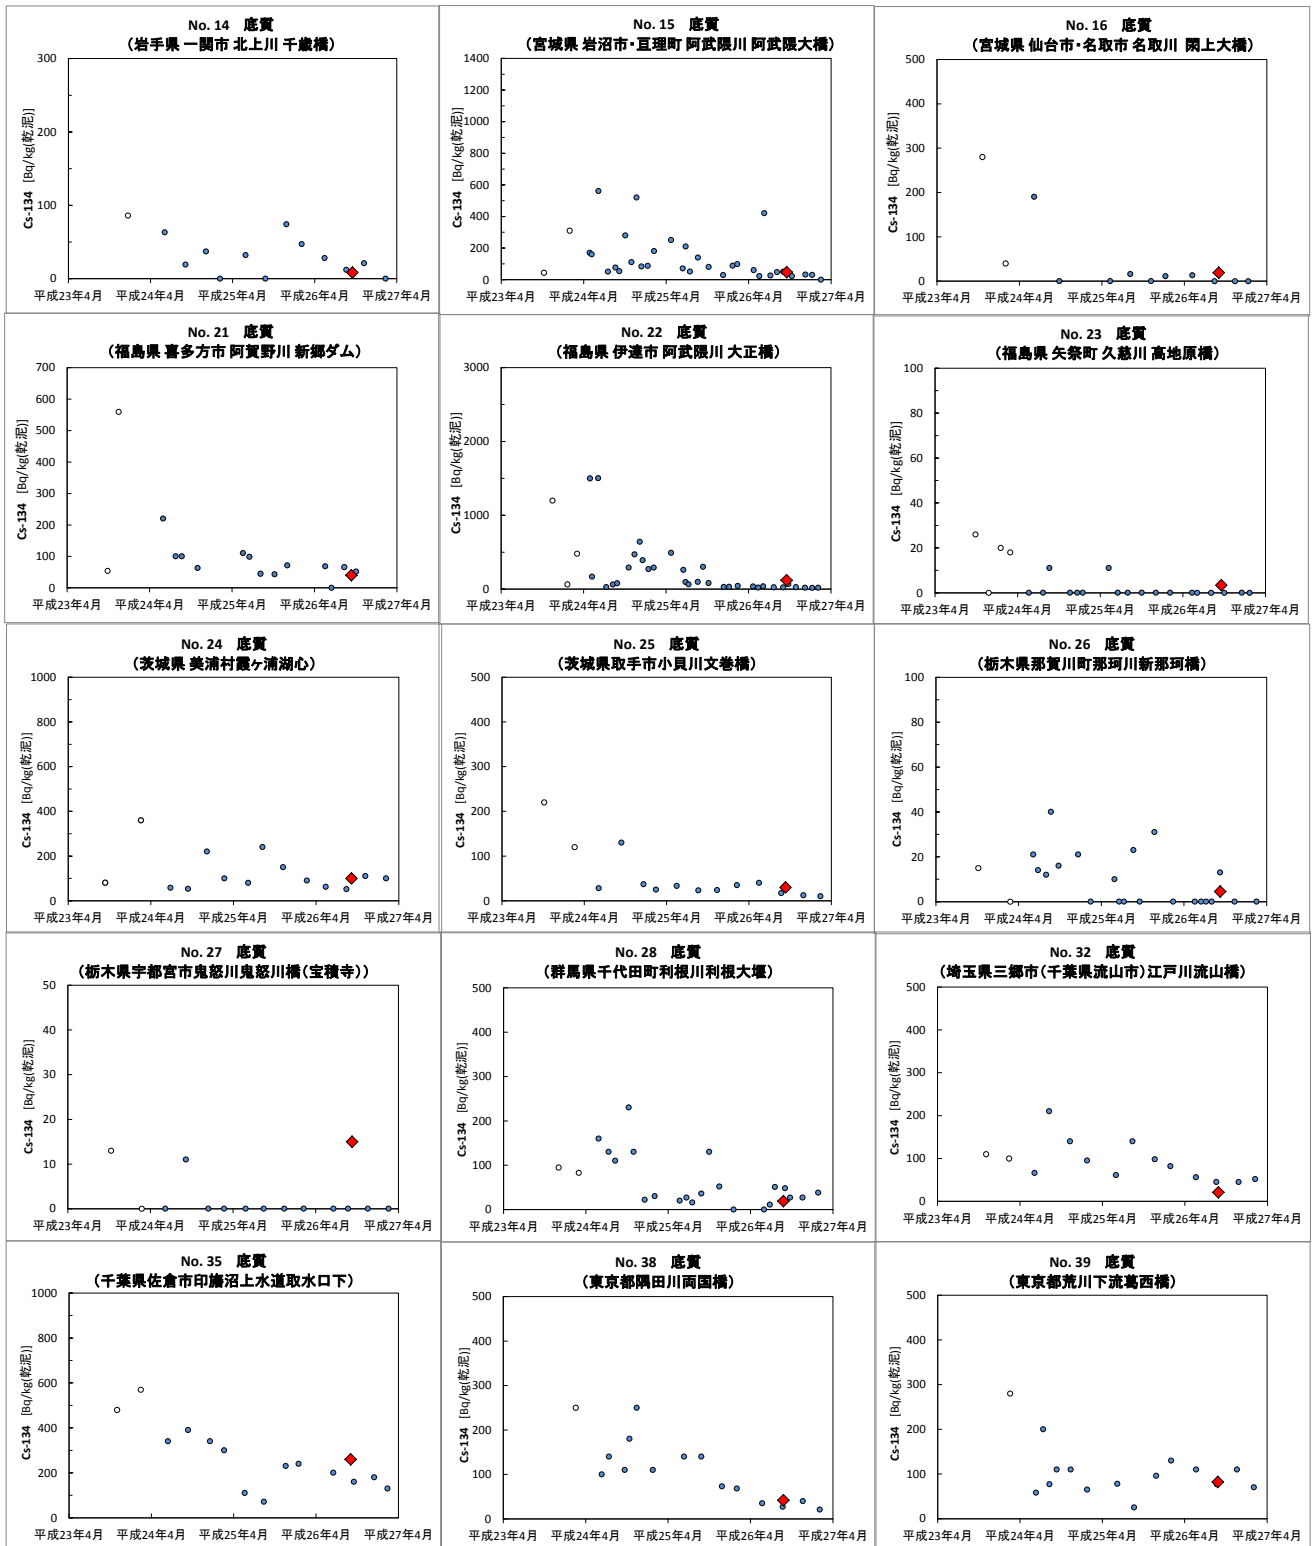 No. 14　底質
（岩手県 一関市 北上川 千歳橋）
Cs-134 [Bq/kg(乾泥)]
300
200
100
0
平成23年4月 平成24年4月 平成25年4月 平成26年4月 平成27年4月
No. 15　底質
（宮城県 岩沼市・亘理町 阿武隈川 阿武隈大橋）
Cs-134 [Bq/kg(乾泥)]
1400
1200
1000
800
600
400
200
0
平成23年4月 平成24年4月 平成25年4月 平成26年4月 平成27年4月
No. 16　底質
（宮城県 仙台市・名取市 名取川 閖上大橋）
Cs-134 [Bq/kg(乾泥)]
500
400
300
200
100
0
平成23年4月 平成24年4月 平成25年4月 平成26年4月 平成27年4月
No. 21　底質
（福島県 喜多方市 阿賀野川 新郷ダム）
Cs-134 [Bq/kg(乾泥)]
700
600
500
400
300
200
100
0
平成23年4月 平成24年4月 平成25年4月 平成26年4月 平成27年4月
No. 22　底質
（福島県 伊達市 阿武隈川 大正橋）
Cs-134 [Bq/kg(乾泥)]
3000
2000
1000
0
平成23年4月 平成24年4月 平成25年4月 平成26年4月 平成27年4月
No. 23　底質
（福島県 矢祭町 久慈川 高地原橋）
Cs-134 [Bq/kg(乾泥)]
100
80
60
40
20
0
平成23年4月 平成24年4月 平成25年4月 平成26年4月 平成27年4月
No. 24　底質
（茨城県 美浦村霞ヶ浦湖心）
Cs-134 [Bq/kg(乾泥)]
1000
800
600
400
200
0
平成23年4月 平成24年4月 平成25年4月 平成26年4月 平成27年4月
No. 25　底質
（茨城県取手市小貝川文巻橋）
Cs-134 [Bq/kg(乾泥)]
500
400
300
200
100
0
平成23年4月 平成24年4月 平成25年4月 平成26年4月 平成27年4月
No. 26　底質
（栃木県那賀川町那珂川新那珂橋）
Cs-134 [Bq/kg(乾泥)]
100
80
60
40
20
0
平成23年4月 平成24年4月 平成25年4月 平成26年4月 平成27年4月
No. 27　底質
（栃木県宇都宮市鬼怒川鬼怒川橋（宝積寺））
Cs-134 [Bq/kg(乾泥)]
50
40
30
20
10
0
平成23年4月 平成24年4月 平成25年4月 平成26年4月 平成27年4月
No. 28　底質
（群馬県千代田町利根川利根大堰）
Cs-134 [Bq/kg(乾泥)]
500
400
300
200
100
0
平成23年4月 平成24年4月 平成25年4月 平成26年4月 平成27年4月
No. 32　底質
（埼玉県三郷市（千葉県流山市）江戸川流山橋）
Cs-134 [Bq/kg(乾泥)]
500
400
300
200
100
0
平成23年4月 平成24年4月 平成25年4月 平成26年4月 平成27年4月
No. 35　底質
（千葉県佐倉市印旛沼上水道取水口下）
Cs-134 [Bq/kg(乾泥)]
1000
800
600
400
200
0
平成23年4月 平成24年4月 平成25年4月 平成26年4月 平成27年4月
No. 38　底質
（東京都隅田川両国橋）
Cs-134 [Bq/kg(乾泥)]
500
400
300
200
100
0
平成23年4月 平成24年4月 平成25年4月 平成26年4月 平成27年4月
No. 39　底質
（東京都荒川下流葛西橋）
Cs-134 [Bq/kg(乾泥)]
500
400
300
200
100
0
平成23年4月 平成24年4月 平成25年4月 平成26年4月 平成27年4月